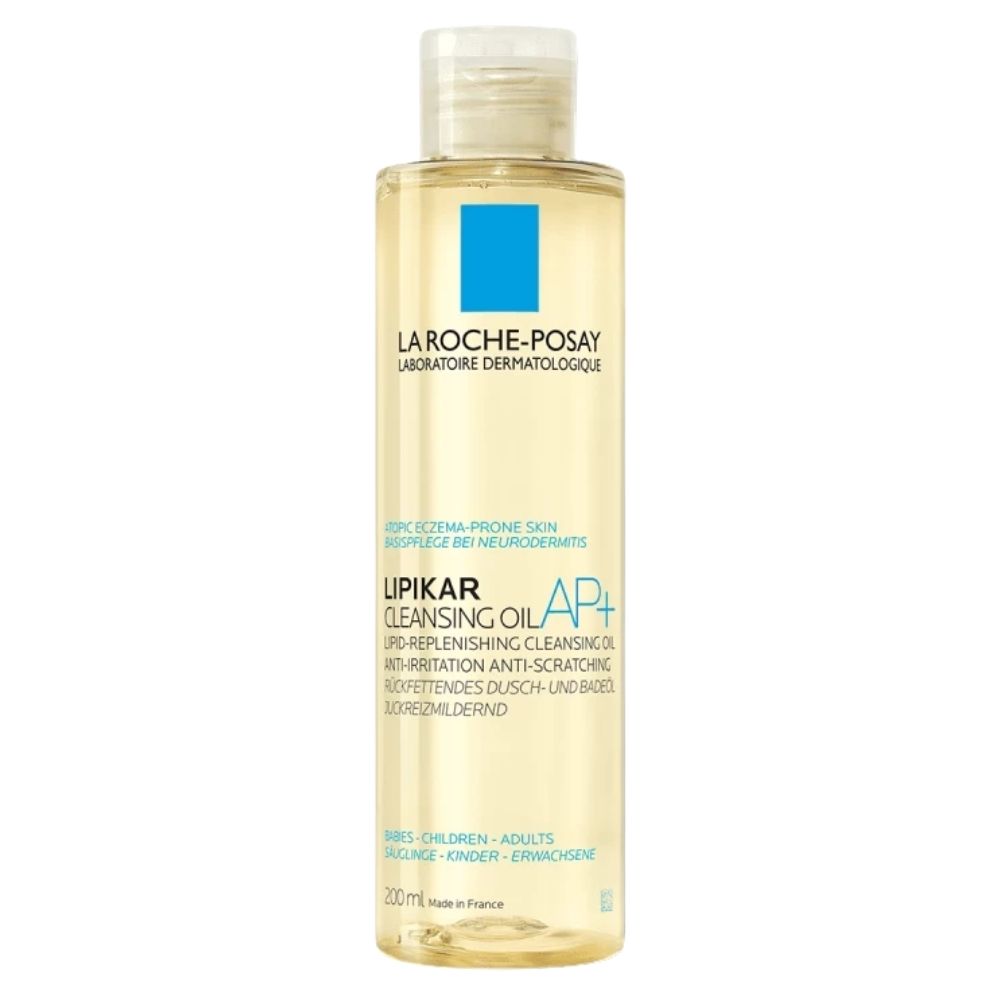 LA ROCHE-POSAY
LABORATOIRE DERMATOLOGIQUE
ATOPIC ECZEMA-PRONE SKIN
BASISPFLEGE BEI NEURODERMITIS
LIPIKAR
CLEANSING OIL AP+
LIPID-REPLENISHING CLEANSING OIL
ANTI-IRRITATION ANTI-SCRATCHING
RÜCKFETTENDES DUSCH- UND BADEÖL
JUCKREIZMILDERND
BABIES - CHILDREN - ADULTS
SÄUGLINGE - KINDER - ERWACHSENE
200 ml Made in France